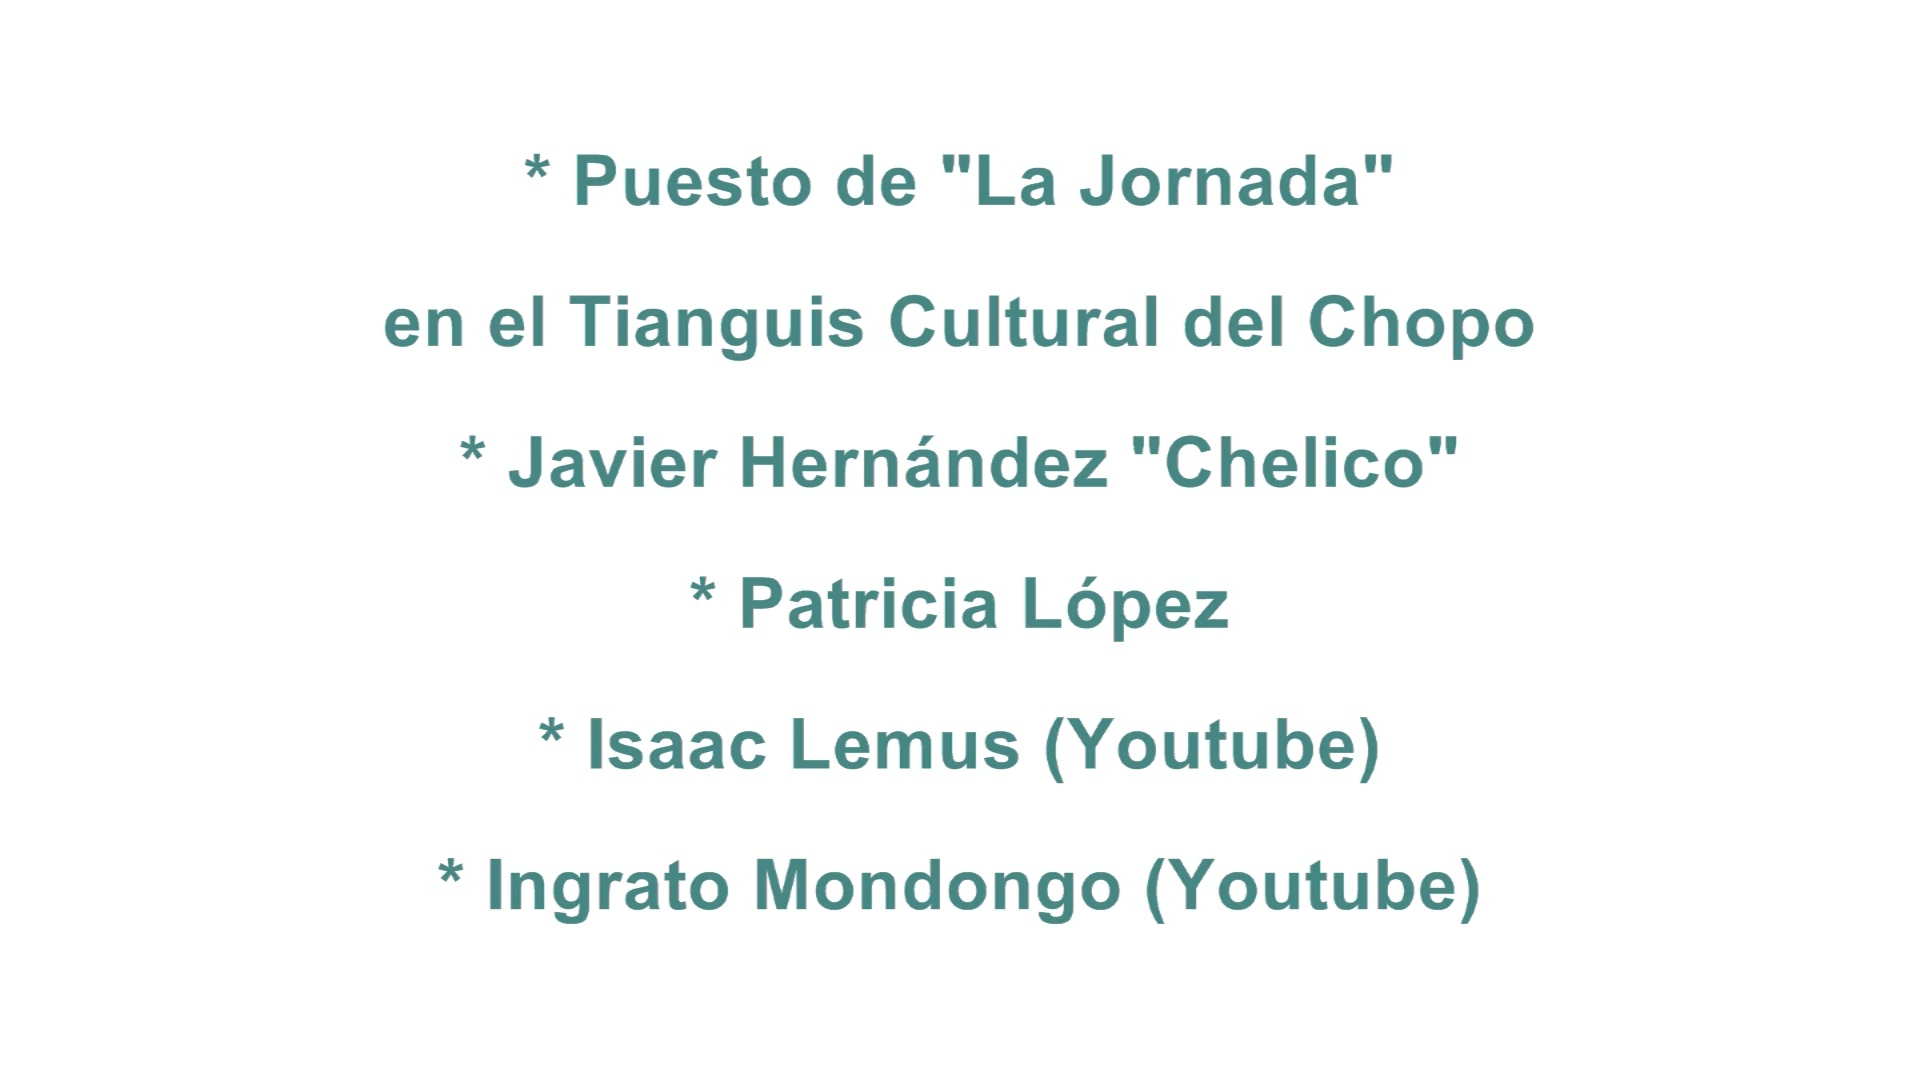 * Puesto de "La Jornada"
en el Tianguis Cultural del Chopo
* Javier Hernández "Chelico"
* Patricia López
* Isaac Lemus (Youtube)
* Ingrato Mondongo (Youtube)